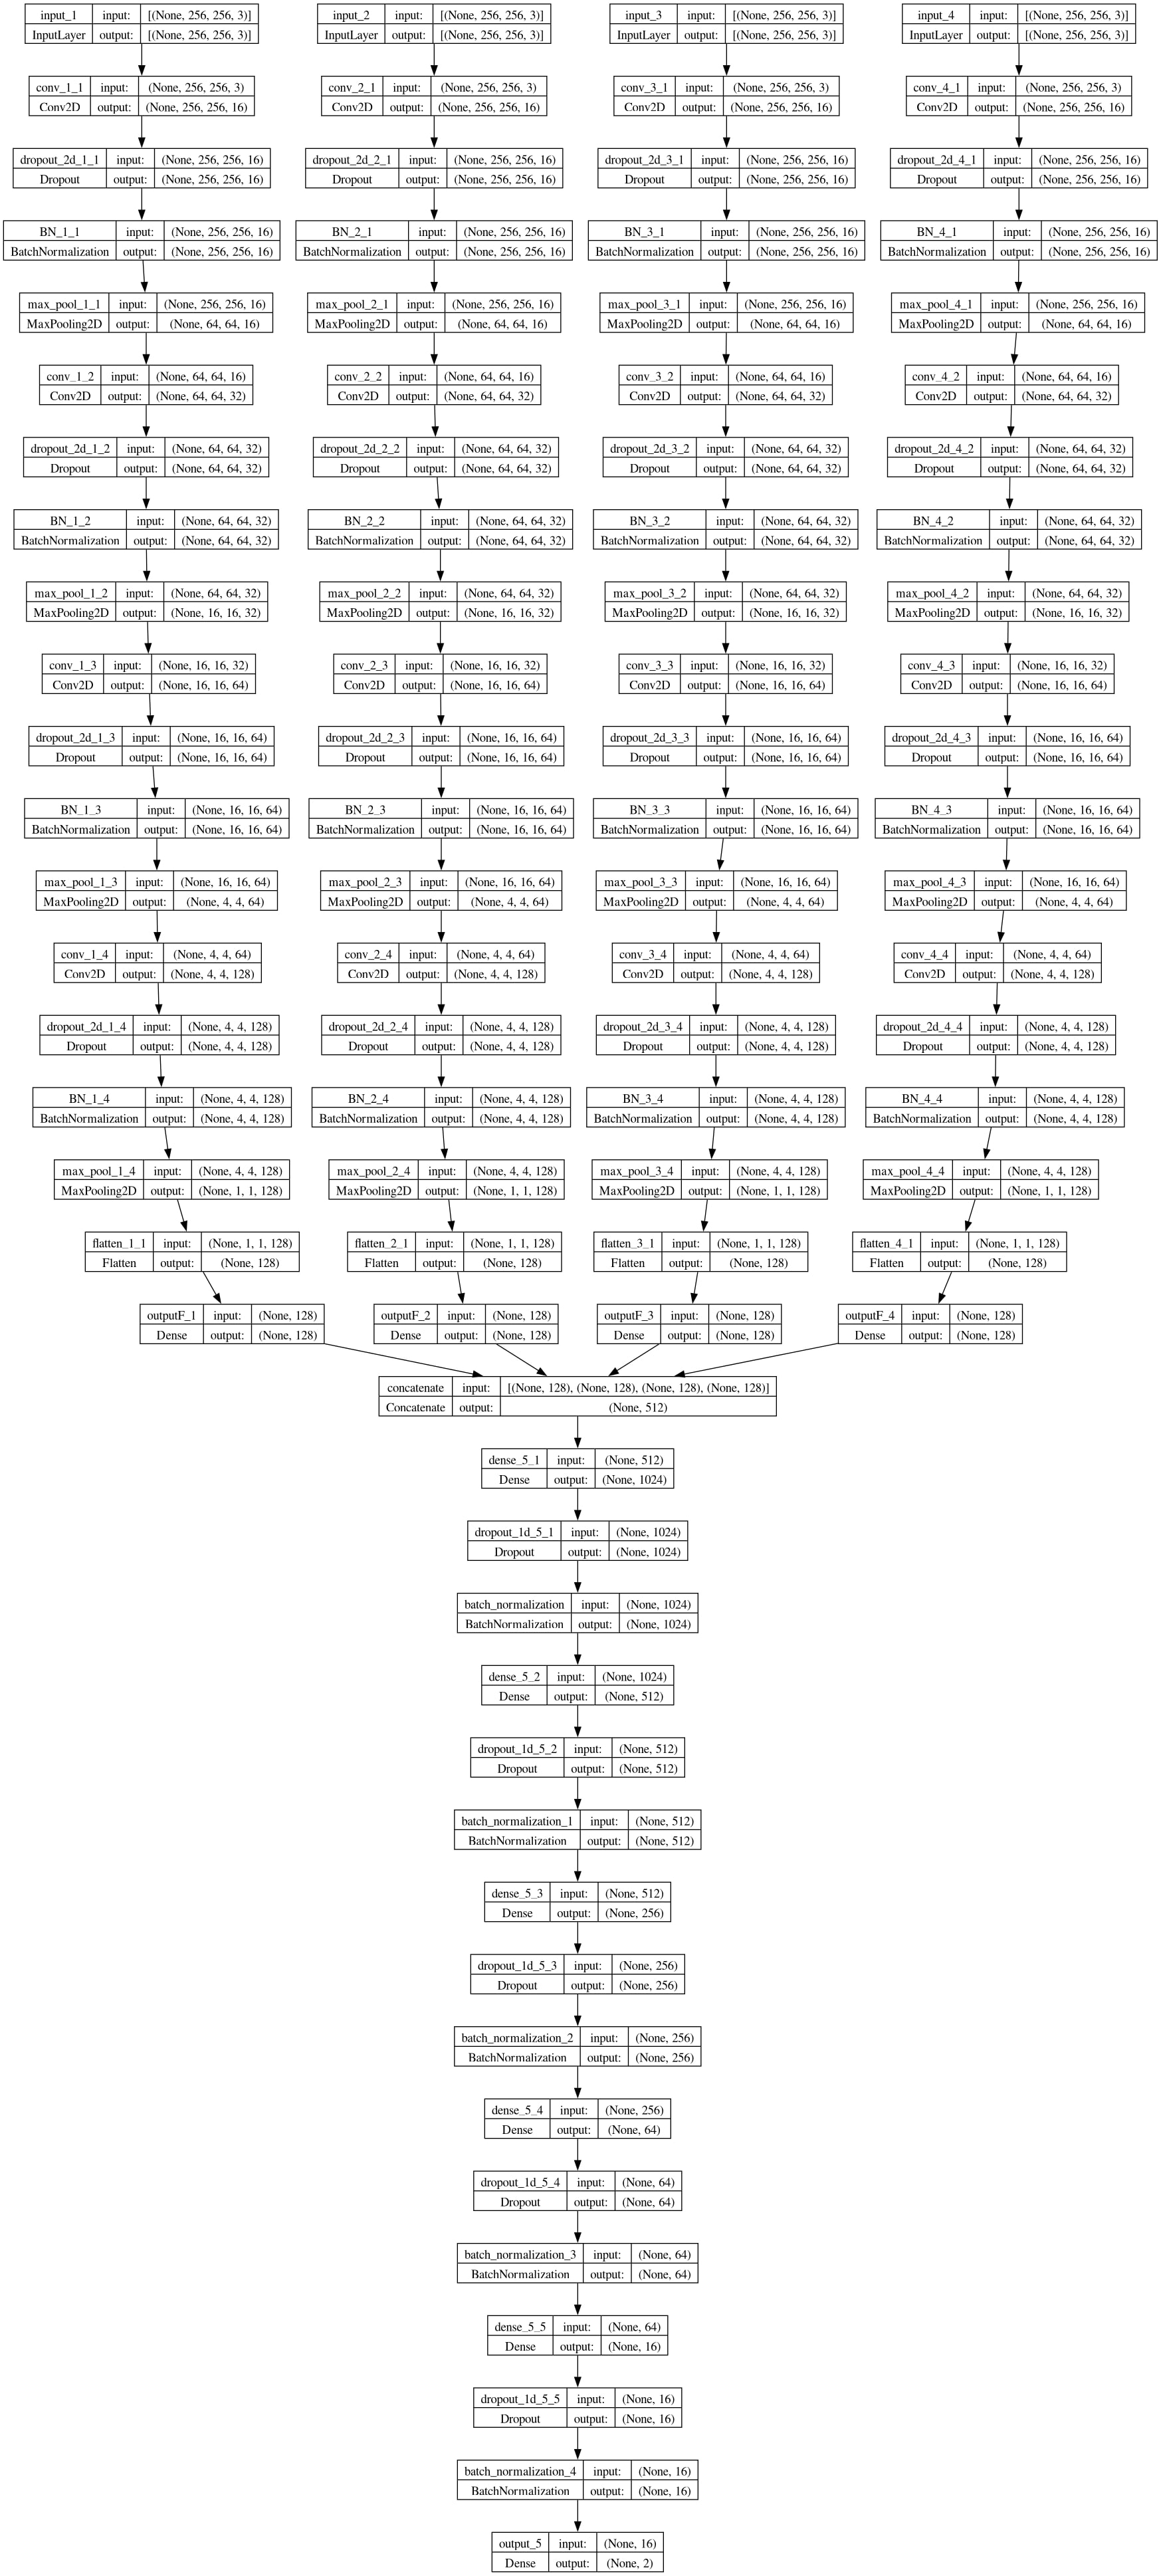 input_1 input: [(None, 256, 256, 3)] input_2 input: [(None, 256, 256, 3)] input_3 input: [(None, 256, 256, 3)] input_4 input: [(None, 256, 256, 3)]
InputLayer output: [(None, 256, 256, 3)] InputLayer output: [(None, 256, 256, 3)] InputLayer output: [(None, 256, 256, 3)] InputLayer output: [(None, 256, 256, 3)]
conv_1_1 input: (None, 256, 256, 3) conv_2_1 input: (None, 256, 256, 3) conv_3_1 input: (None, 256, 256, 3) conv_4_1 input: (None, 256, 256, 3)
Conv2D output: (None, 256, 256, 16) Conv2D output: (None, 256, 256, 16) Conv2D output: (None, 256, 256, 16) Conv2D output: (None, 256, 256, 16)
dropout_2d_1_1 input: (None, 256, 256, 16) dropout_2d_2_1 input: (None, 256, 256, 16) dropout_2d_3_1 input: (None, 256, 256, 16) dropout_2d_4_1 input: (None, 256, 256, 16)
Dropout output: (None, 256, 256, 16) Dropout output: (None, 256, 256, 16) Dropout output: (None, 256, 256, 16) Dropout output: (None, 256, 256, 16)
BN_1_1 input: (None, 256, 256, 16) BN_2_1 input: (None, 256, 256, 16) BN_3_1 input: (None, 256, 256, 16) BN_4_1 input: (None, 256, 256, 16)
BatchNormalization output: (None, 256, 256, 16) BatchNormalization output: (None, 256, 256, 16) BatchNormalization output: (None, 256, 256, 16) BatchNormalization output: (None, 256, 256, 16)
max_pool_1_1 input: (None, 256, 256, 16) max_pool_2_1 input: (None, 256, 256, 16) max_pool_3_1 input: (None, 256, 256, 16) max_pool_4_1 input: (None, 256, 256, 16)
MaxPooling2D output: (None, 64, 64, 16) MaxPooling2D output: (None, 64, 64, 16) MaxPooling2D output: (None, 64, 64, 16) MaxPooling2D output: (None, 64, 64, 16)
conv_1_2 input: (None, 64, 64, 16) conv_2_2 input: (None, 64, 64, 16) conv_3_2 input: (None, 64, 64, 16) conv_4_2 input: (None, 64, 64, 16)
Conv2D output: (None, 64, 64, 32) Conv2D output: (None, 64, 64, 32) Conv2D output: (None, 64, 64, 32) Conv2D output: (None, 64, 64, 32)
dropout_2d_1_2 input: (None, 64, 64, 32) dropout_2d_2_2 input: (None, 64, 64, 32) dropout_2d_3_2 input: (None, 64, 64, 32) dropout_2d_4_2 input: (None, 64, 64, 32)
Dropout output: (None, 64, 64, 32) Dropout output: (None, 64, 64, 32) Dropout output: (None, 64, 64, 32) Dropout output: (None, 64, 64, 32)
BN_1_2 input: (None, 64, 64, 32) BN_2_2 input: (None, 64, 64, 32) BN_3_2 input: (None, 64, 64, 32) BN_4_2 input: (None, 64, 64, 32)
BatchNormalization output: (None, 64, 64, 32) BatchNormalization output: (None, 64, 64, 32) BatchNormalization output: (None, 64, 64, 32) BatchNormalization output: (None, 64, 64, 32)
max_pool_1_2 input: (None, 64, 64, 32) max_pool_2_2 input: (None, 64, 64, 32) max_pool_3_2 input: (None, 64, 64, 32) max_pool_4_2 input: (None, 64, 64, 32)
MaxPooling2D output: (None, 16, 16, 32) MaxPooling2D output: (None, 16, 16, 32) MaxPooling2D output: (None, 16, 16, 32) MaxPooling2D output: (None, 16, 16, 32)
conv_1_3 input: (None, 16, 16, 32) conv_2_3 input: (None, 16, 16, 32) conv_3_3 input: (None, 16, 16, 32) conv_4_3 input: (None, 16, 16, 32)
Conv2D output: (None, 16, 16, 64) Conv2D output: (None, 16, 16, 64) Conv2D output: (None, 16, 16, 64) Conv2D output: (None, 16, 16, 64)
dropout_2d_1_3 input: (None, 16, 16, 64) dropout_2d_2_3 input: (None, 16, 16, 64) dropout_2d_3_3 input: (None, 16, 16, 64) dropout_2d_4_3 input: (None, 16, 16, 64)
Dropout output: (None, 16, 16, 64) Dropout output: (None, 16, 16, 64) Dropout output: (None, 16, 16, 64) Dropout output: (None, 16, 16, 64)
BN_1_3 input: (None, 16, 16, 64) BN_2_3 input: (None, 16, 16, 64) BN_3_3 input: (None, 16, 16, 64) BN_4_3 input: (None, 16, 16, 64)
BatchNormalization output: (None, 16, 16, 64) BatchNormalization output: (None, 16, 16, 64) BatchNormalization output: (None, 16, 16, 64) BatchNormalization output: (None, 16, 16, 64)
max_pool_1_3 input: (None, 16, 16, 64) max_pool_2_3 input: (None, 16, 16, 64) max_pool_3_3 input: (None, 16, 16, 64) max_pool_4_3 input: (None, 16, 16, 64)
MaxPooling2D output: (None, 4, 4, 64) MaxPooling2D output: (None, 4, 4, 64) MaxPooling2D output: (None, 4, 4, 64) MaxPooling2D output: (None, 4, 4, 64)
conv_1_4 input: (None, 4, 4, 64) conv_2_4 input: (None, 4, 4, 64) conv_3_4 input: (None, 4, 4, 64) conv_4_4 input: (None, 4, 4, 64)
Conv2D output: (None, 4, 4, 128) Conv2D output: (None, 4, 4, 128) Conv2D output: (None, 4, 4, 128) Conv2D output: (None, 4, 4, 128)
dropout_2d_1_4 input: (None, 4, 4, 128) dropout_2d_2_4 input: (None, 4, 4, 128) dropout_2d_3_4 input: (None, 4, 4, 128) dropout_2d_4_4 input: (None, 4, 4, 128)
Dropout output: (None, 4, 4, 128) Dropout output: (None, 4, 4, 128) Dropout output: (None, 4, 4, 128) Dropout output: (None, 4, 4, 128)
BN_1_4 input: (None, 4, 4, 128) BN_2_4 input: (None, 4, 4, 128) BN_3_4 input: (None, 4, 4, 128) BN_4_4 input: (None, 4, 4, 128)
BatchNormalization output: (None, 4, 4, 128) BatchNormalization output: (None, 4, 4, 128) BatchNormalization output: (None, 4, 4, 128) BatchNormalization output: (None, 4, 4, 128)
max_pool_1_4 input: (None, 4, 4, 128) max_pool_2_4 input: (None, 4, 4, 128) max_pool_3_4 input: (None, 4, 4, 128) max_pool_4_4 input: (None, 4, 4, 128)
MaxPooling2D output: (None, 1, 1, 128) MaxPooling2D output: (None, 1, 1, 128) MaxPooling2D output: (None, 1, 1, 128) MaxPooling2D output: (None, 1, 1, 128)
flatten_1_1 input: (None, 1, 1, 128) flatten_2_1 input: (None, 1, 1, 128) flatten_3_1 input: (None, 1, 1, 128) flatten_4_1 input: (None, 1, 1, 128)
Flatten output: (None, 128) Flatten output: (None, 128) Flatten output: (None, 128) Flatten output: (None, 128)
outputF_1 input: (None, 128) outputF_2 input: (None, 128) outputF_3 input: (None, 128) outputF_4 input: (None, 128)
Dense output: (None, 128) Dense output: (None, 128) Dense output: (None, 128) Dense output: (None, 128)
concatenate input: [(None, 128), (None, 128), (None, 128), (None, 128)]
Concatenate output: (None, 512)
dense_5_1 input: (None, 512)
Dense output: (None, 1024)
dropout_1d_5_1 input: (None, 1024)
Dropout output: (None, 1024)
batch_normalization input: (None, 1024)
BatchNormalization output: (None, 1024)
dense_5_2 input: (None, 1024)
Dense output: (None, 512)
dropout_1d_5_2 input: (None, 512)
Dropout output: (None, 512)
batch_normalization_1 input: (None, 512)
BatchNormalization output: (None, 512)
dense_5_3 input: (None, 512)
Dense output: (None, 256)
dropout_1d_5_3 input: (None, 256)
Dropout output: (None, 256)
batch_normalization_2 input: (None, 256)
BatchNormalization output: (None, 256)
dense_5_4 input: (None, 256)
Dense output: (None, 64)
dropout_1d_5_4 input: (None, 64)
Dropout output: (None, 64)
batch_normalization_3 input: (None, 64)
BatchNormalization output: (None, 64)
dense_5_5 input: (None, 64)
Dense output: (None, 16)
dropout_1d_5_5 input: (None, 16)
Dropout output: (None, 16)
batch_normalization_4 input: (None, 16)
BatchNormalization output: (None, 16)
output_5 input: (None, 16)
Dense output: (None, 2)